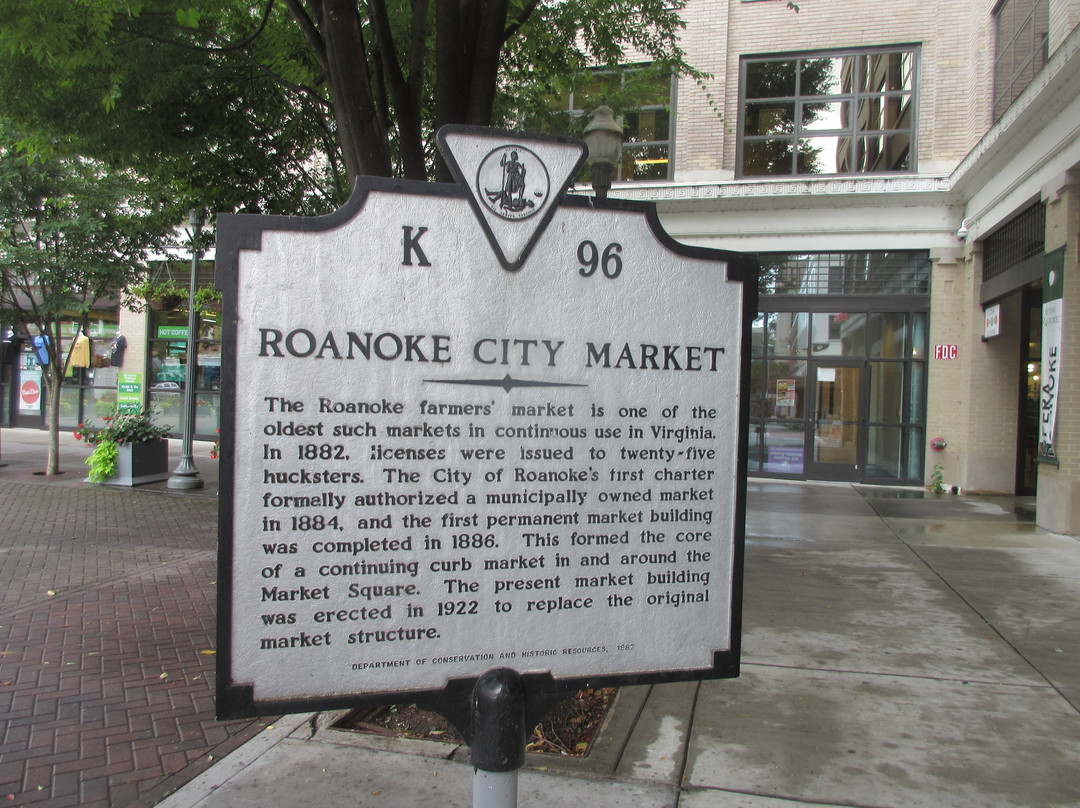 K 96
ROANOKE CITY MARKET
The Roanoke farmers' market is one of the
oldest such markets in continuous use in Virginia.
In 1882, licenses were issued to twenty-five
hucksters. The City of Roanoke's first charter
formally authorized a municipally owned market
in 1884, and the first permanent market building
was completed in 1886. This formed the core
of a continuing curb market in and around the
Market Square. The present market building
was erected in 1922 to replace the original
market structure.
DEPARTMENT OF CONSERVATION AND HISTORIC RESOURCES, 1987
HOT COFFEE
FDC